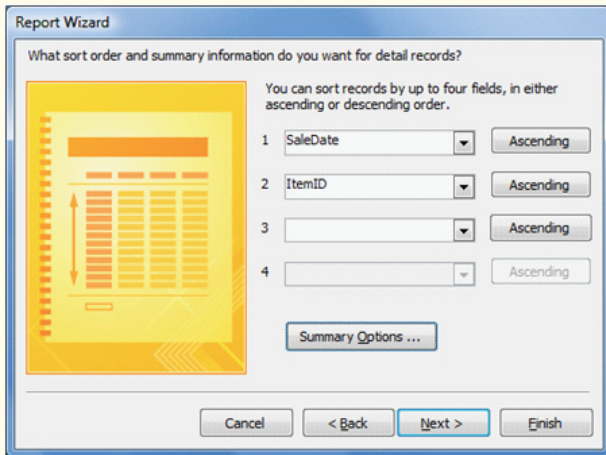 Report Wizard
What sort order and summary information do you want for detail records?
You can sort records by up to four fields, in either
ascending or descending order.
1 SaleDate Ascending
2 ItemID Ascending
3 Ascending
4 Ascending
Summary Options ...
Cancel < Back Next > Finish